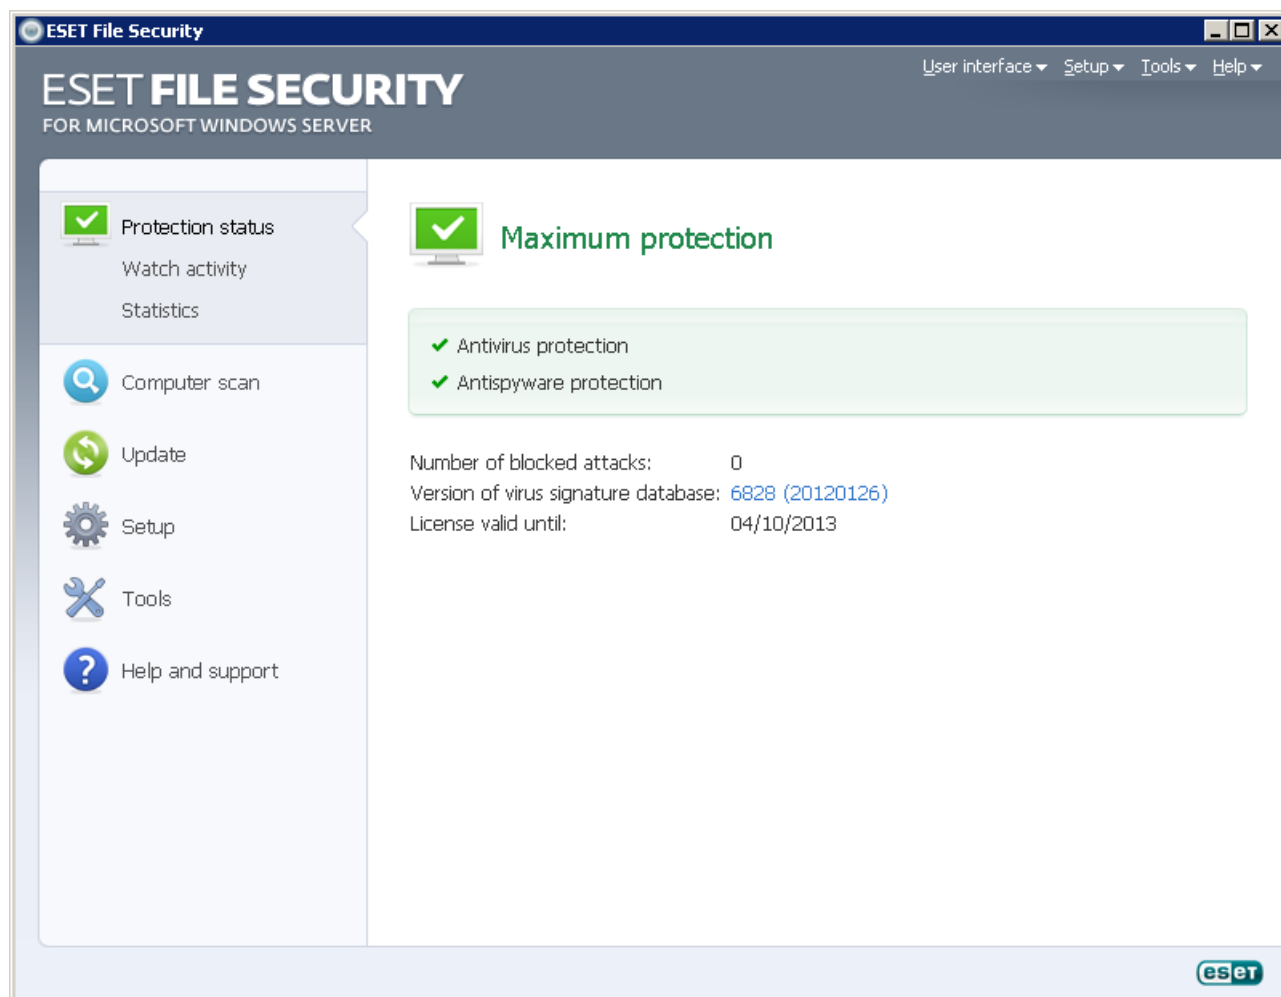 ESET File Security
User interface Setup Tools Help
ESET FILE SECURITY
FOR MICROSOFT WINDOWS SERVER
Protection status
Watch activity
Statistics
Computer scan
Update
Setup
Tools
Help and support
Maximum protection
Antivirus protection
Antispyware protection
Number of blocked attacks: 0
Version of virus signature database: 6828 (20120126)
License valid until: 04/10/2013
eseT